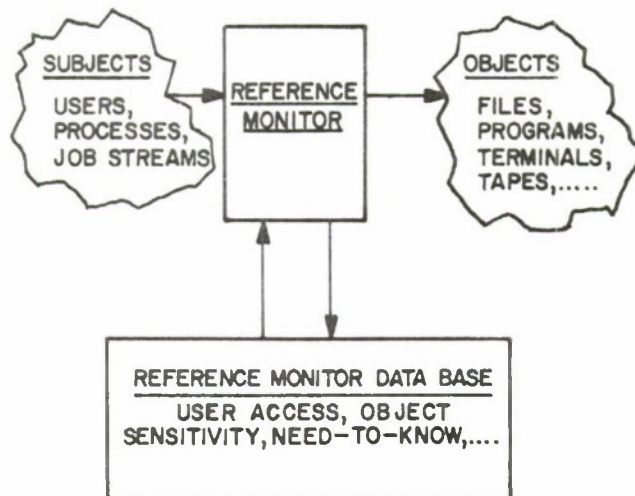 SUBJECTS
USERS,
PROCESSES,
JOB STREAMS
REFERENCE
MONITOR
OBJECTS
FILES,
PROGRAMS,
TERMINALS,
TAPES,.....
REFERENCE MONITOR DATA BASE
USER ACCESS, OBJECT
SENSITIVITY, NEED-TO-KNOW,....